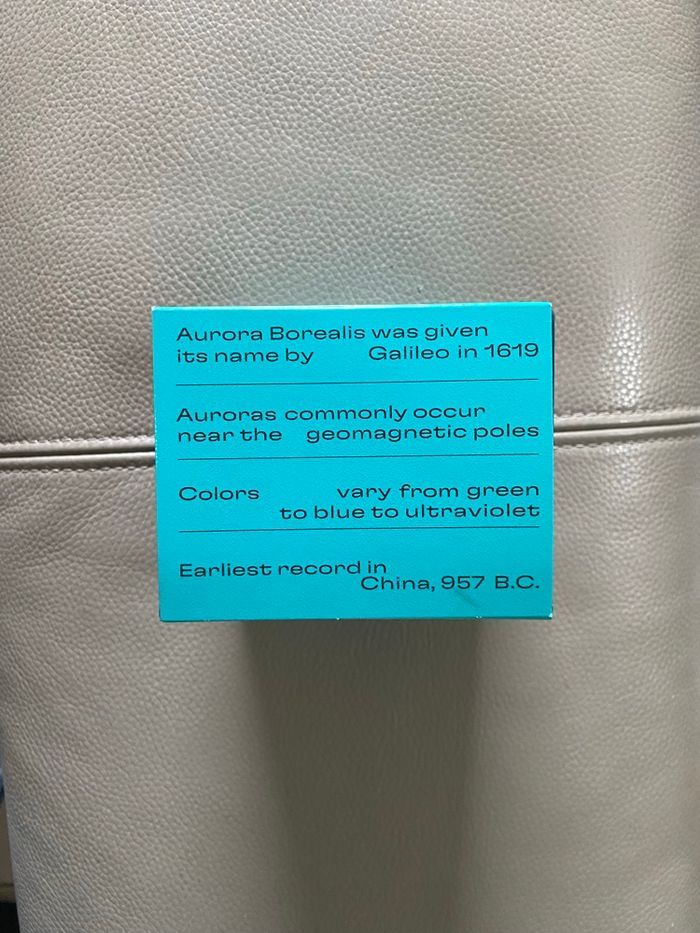 Aurora Borealis was given
its name by Galileo in 1619
Auroras commonly occur
near the geomagnetic poles
Colors vary from green
to blue to ultraviolet
Earliest record in
China, 957 B.C.